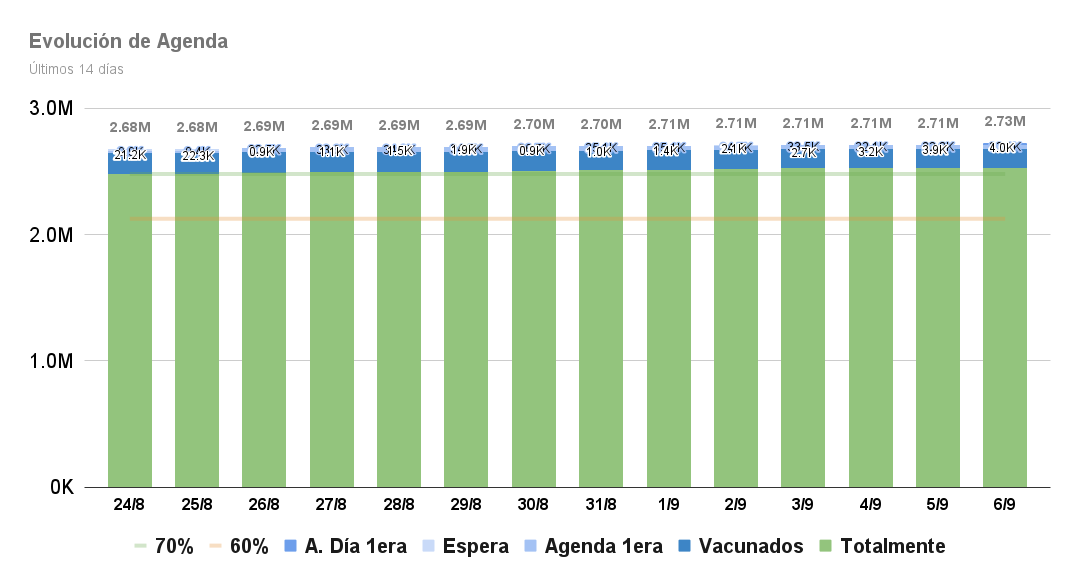 Evolución de Agenda
Últimos 14 días
3.0M
2.68M 2.68M 2.69M 2.69M 2.69M 2.69M 2.70M 2.70M 2.71M 2.71M 2.71M 2.71M 2.71M 2.73M
21.2K 22.3K 0.9K 1.1K 1.5K 1.9K 0.9K 1.0K 1.4K 2.7K 3.2K 3.9K 4.0K
2.0M
1.0M
0K
24/8 25/8 26/8 27/8 28/8 29/8 30/8 31/8 1/9 2/9 3/9 4/9 5/9 6/9
70% 60% A. Día 1era Espera Agenda 1era Vacunados Totalmente